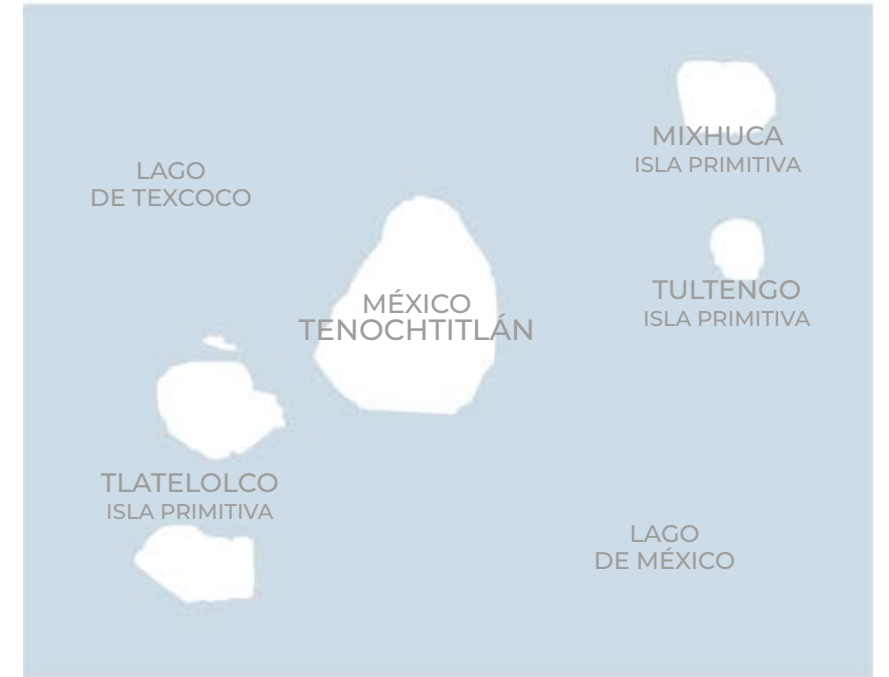 MIXHUCA
ISLA PRIMITIVA
LAGO
DE TEXCOCO
TULTENGO
ISLA PRIMITIVA
MÉXICO
TENOCHTITLÁN
TLATELOLCO
ISLA PRIMITIVA
LAGO
DE MÉXICO